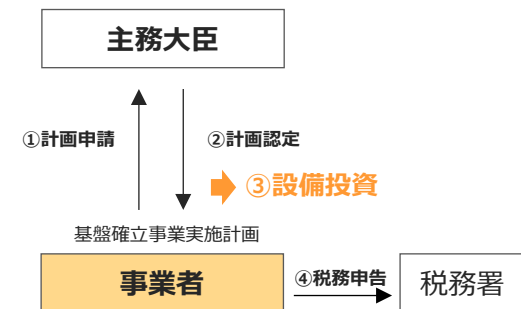 主務大臣
①計画申請
②計画認定
③設備投資
基盤確立事業実施計画
事業者
④税務申告
税務署